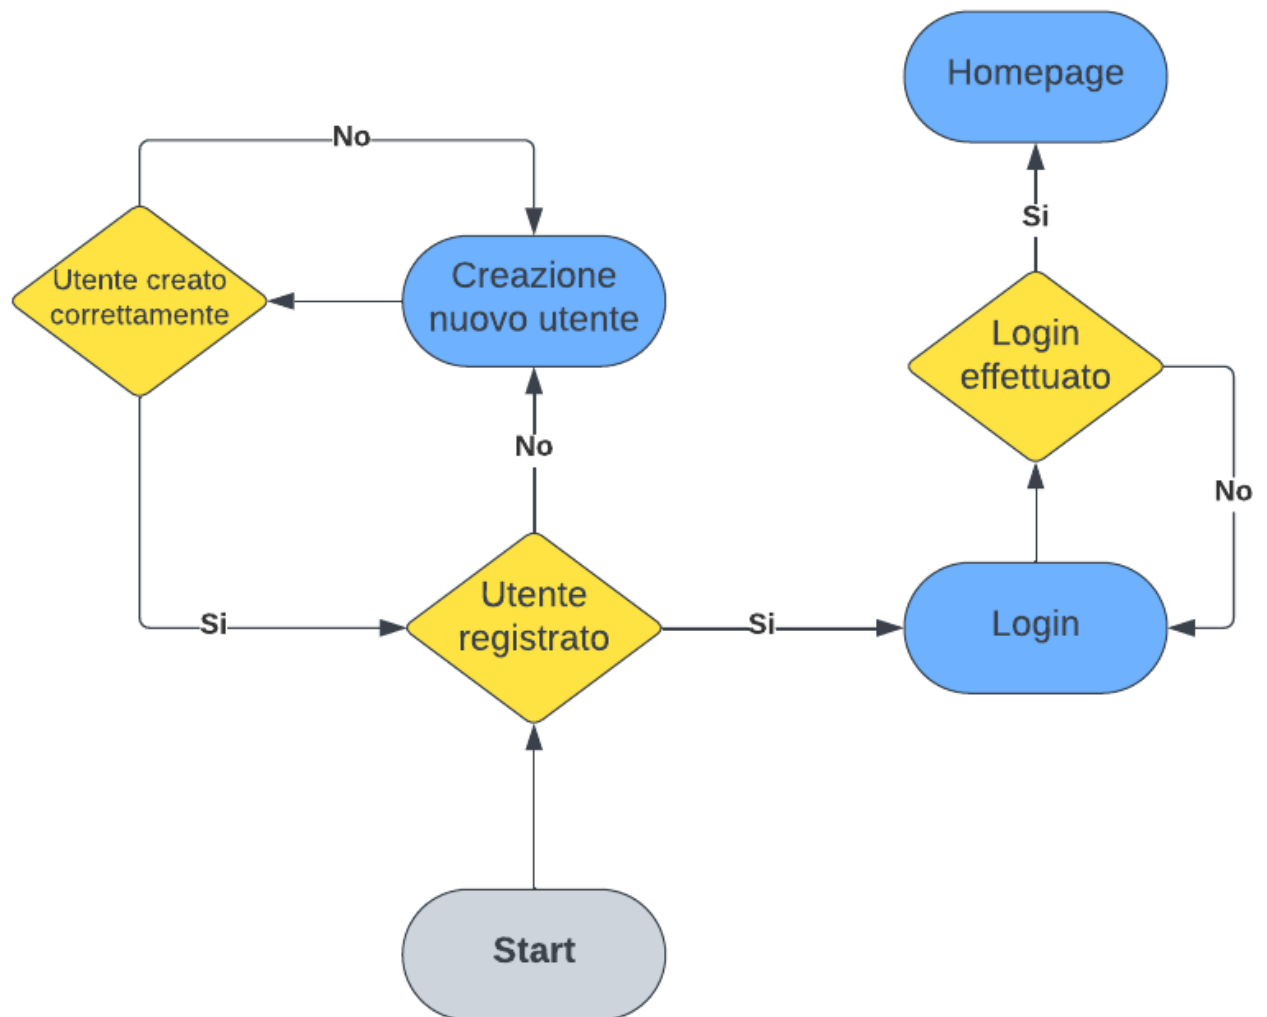 Homepage
No
Si
Utente creato
correttamente
Creazione
nuovo utente
Login
effettuato
No
No
Utente
registrato
Si
Si
Login
Start